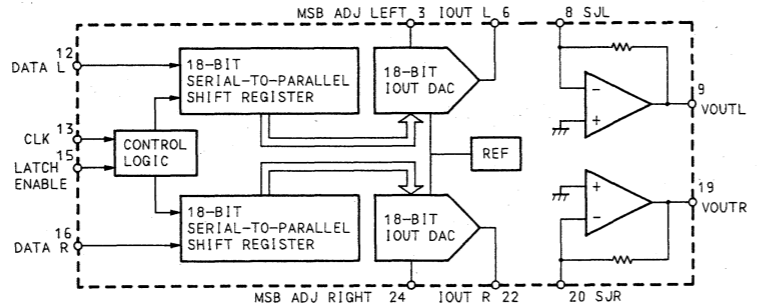 MSB ADJ LEFT 3 IOUT L 6 8 SJL
12
DATA L
18-BIT
SERIAL-TO-PARALLEL
SHIFT REGISTER
18-BIT
IOUT DAC
−
+
9
VOUTL
13
CLK
15
LATCH
ENABLE
CONTROL
LOGIC
REF
16
DATA R
18-BIT
SERIAL-TO-PARALLEL
SHIFT REGISTER
18-BIT
IOUT DAC
+
−
19
VOUTR
MSB ADJ RIGHT 24 IOUT R 22 20 SJR